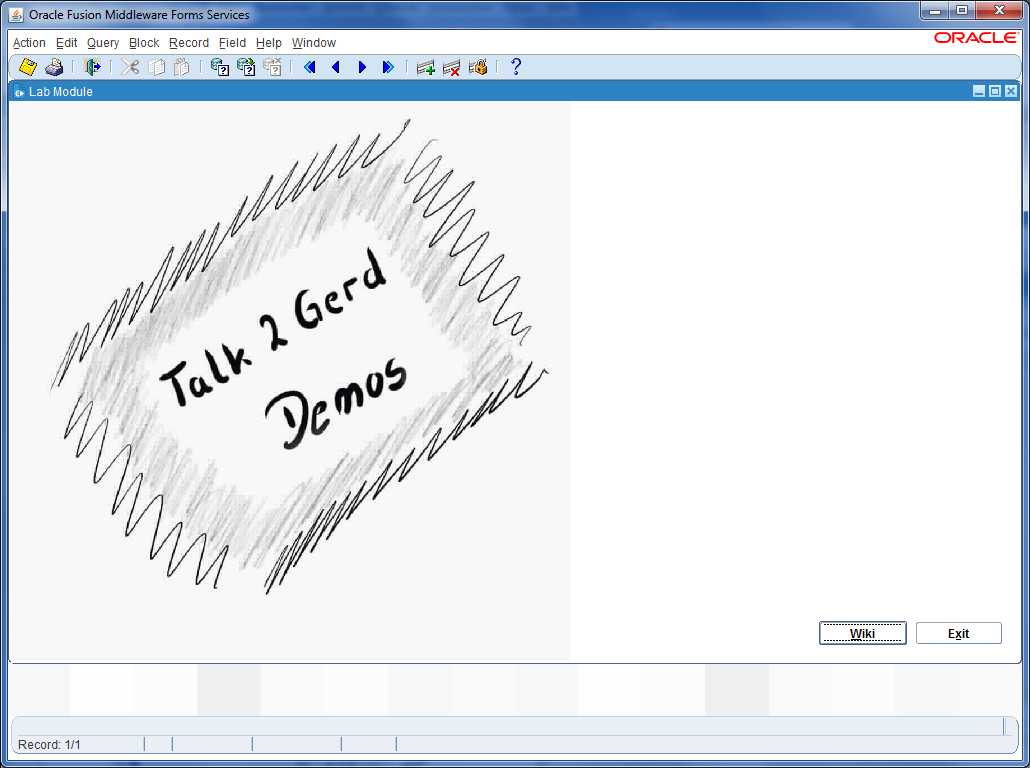 Oracle Fusion Middleware Forms Services
Action Edit Query Block Record Field Help Window
ORACLE
Lab Module
Talk 2 Gerd
Demos
Wiki Exit
Record: 1/1